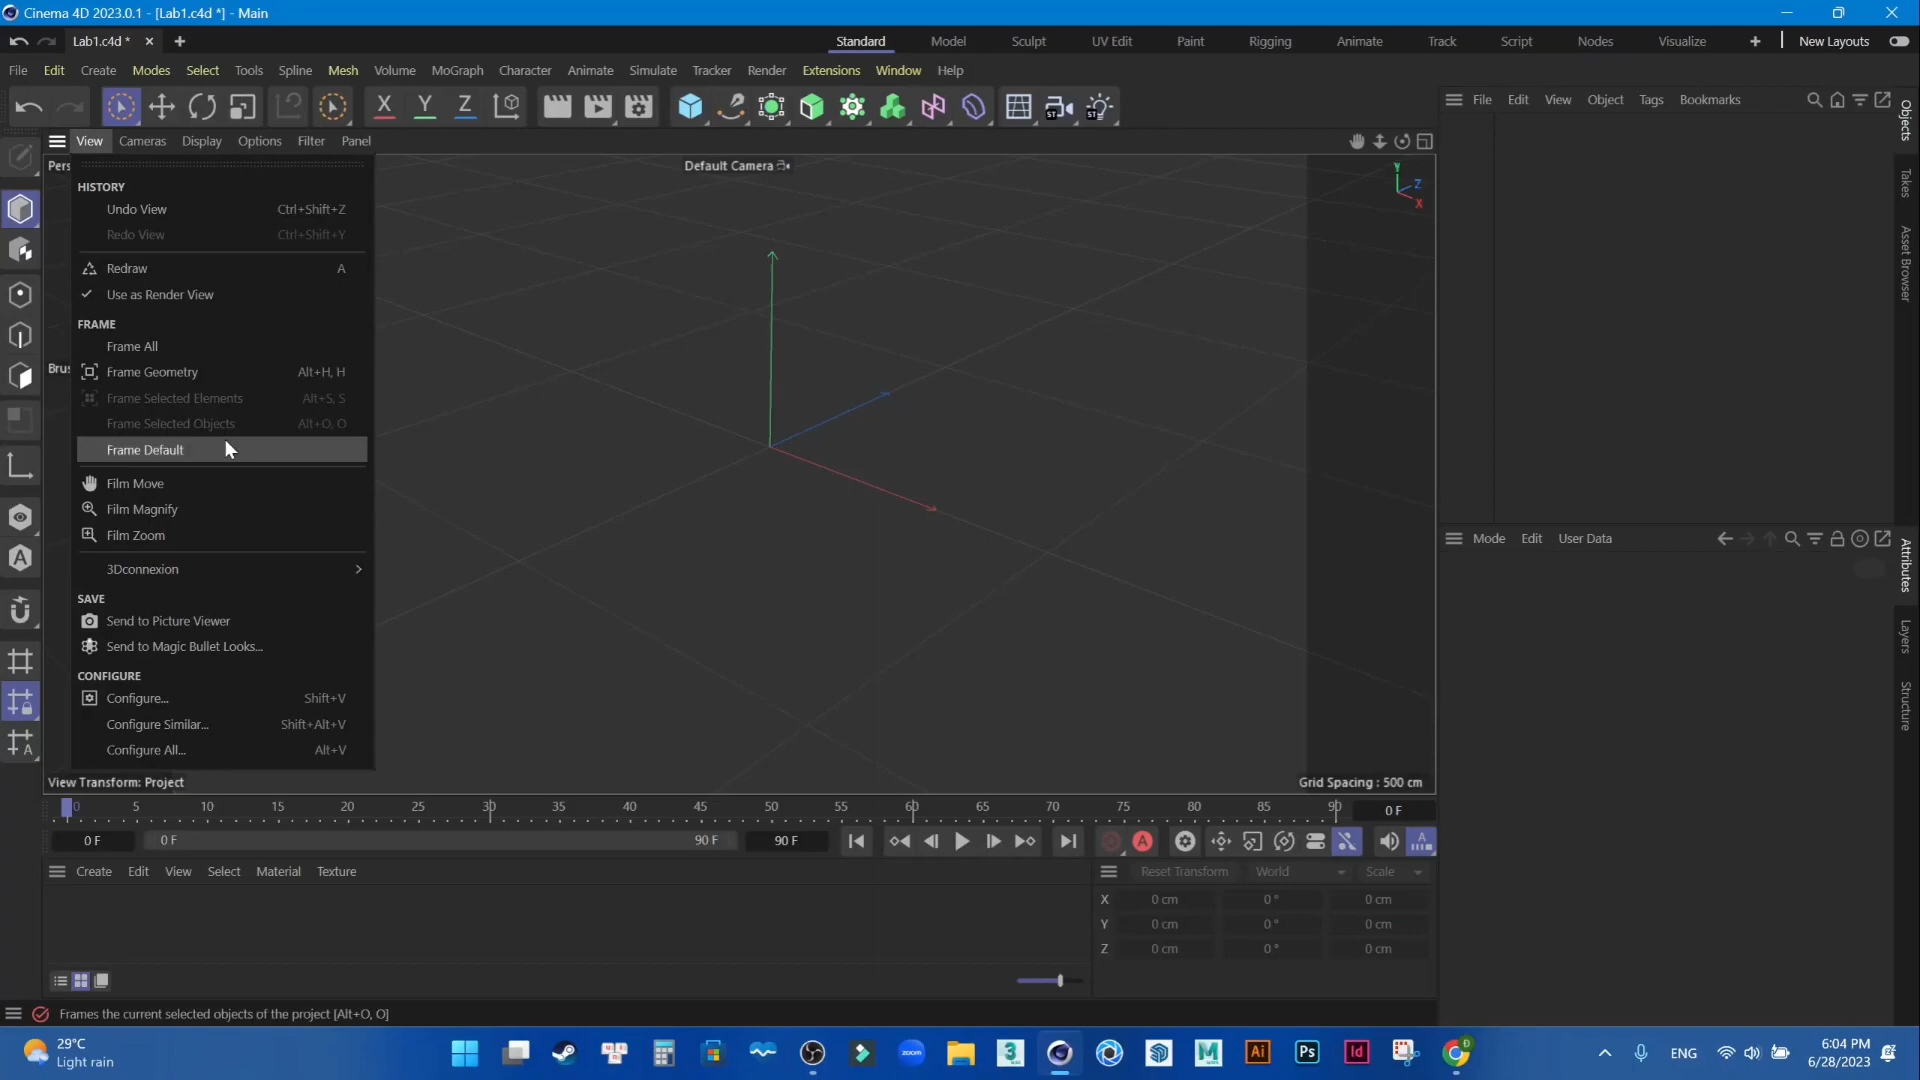 Cinema 4D 2023.0.1 - [Lab1.c4d *] - Main
Lab1.c4d *
Standard Model Sculpt UV Edit Paint Rigging Animate Track Script Nodes Visualize New Layouts
File Edit Create Modes Select Tools Spline Mesh Volume MoGraph Character Animate Simulate Tracker Render Extensions Window Help
X Y Z
ST ST
File Edit View Object Tags Bookmarks
View Cameras Display Options Filter Panel
Default Camera
Y
Z
X
HISTORY
Undo View Ctrl+Shift+Z
Redo View Ctrl+Shift+Y
Redraw A
Use as Render View
FRAME
Frame All
Frame Geometry Alt+H, H
Frame Selected Elements Alt+S, S
Frame Selected Objects Alt+O, O
Frame Default
Film Move
Film Magnify
Film Zoom
3Dconnexion
SAVE
Send to Picture Viewer
Send to Magic Bullet Looks...
CONFIGURE
Configure... Shift+V
Configure Similar... Shift+Alt+V
Configure All... Alt+V
Pers
Brus
View Transform: Project
Grid Spacing : 500 cm
Objects
Takes
Asset Browser
Mode Edit User Data
Attributes
Layers
Structure
0 5 10 15 20 25 30 35 40 45 50 55 60 65 70 75 80 85 90 0 F
0 F 0 F 90 F 90 F
A
Create Edit View Select Material Texture
Reset Transform World Scale
X 0 cm 0 ° 0 cm
Y 0 cm 0 ° 0 cm
Z 0 cm 0 ° 0 cm
Frames the current selected objects of the project [Alt+O, O]
29°C
Light rain
zoom
3
M
Ai
Ps
Id
ENG
6:04 PM
6/28/2023